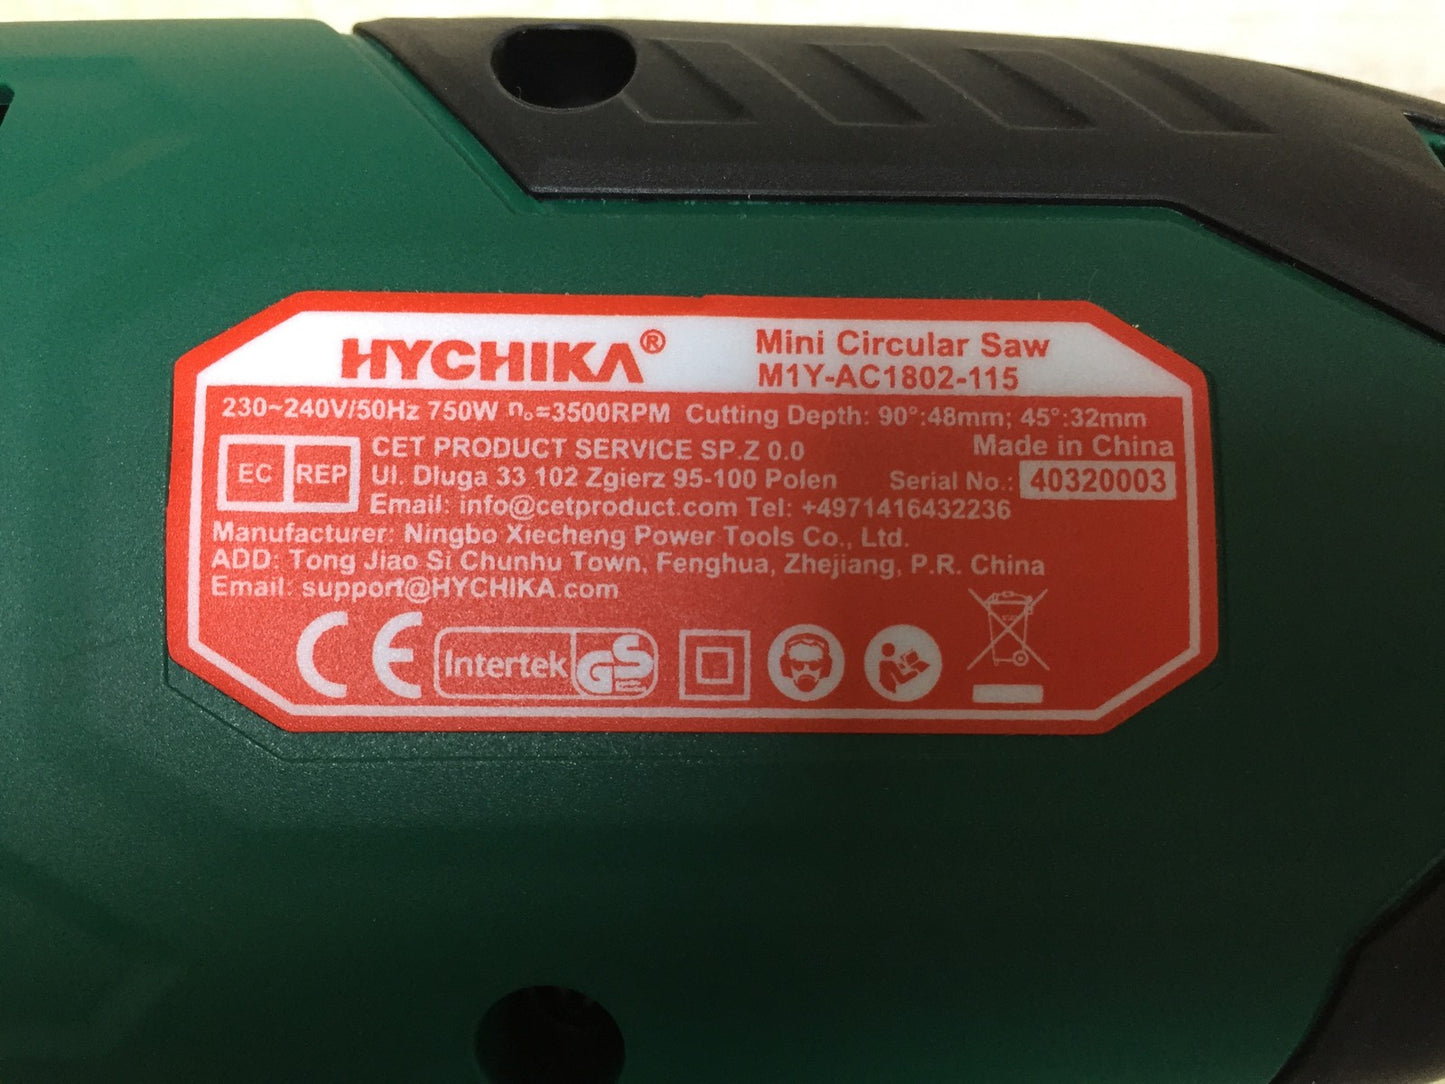 HYCHIKA®
Mini Circular Saw
M1Y-AC1802-115
230~240V/50Hz 750W n₀=3500RPM Cutting Depth: 90°:48mm; 45°:32mm
EC REP
CET PRODUCT SERVICE SP.Z 0.0
Made in China
Ul. Długa 33 102 Zgierz 95-100 Polen
Serial No.: 40320003
Email: info@cetproduct.com Tel: +4971416432236
Manufacturer: Ningbo Xiecheng Power Tools Co., Ltd.
ADD: Tong Jiao Si Chunhu Town, Fenghua, Zhejiang, P.R. China
Email: support@HYCHIKA.com
CE Intertek GS